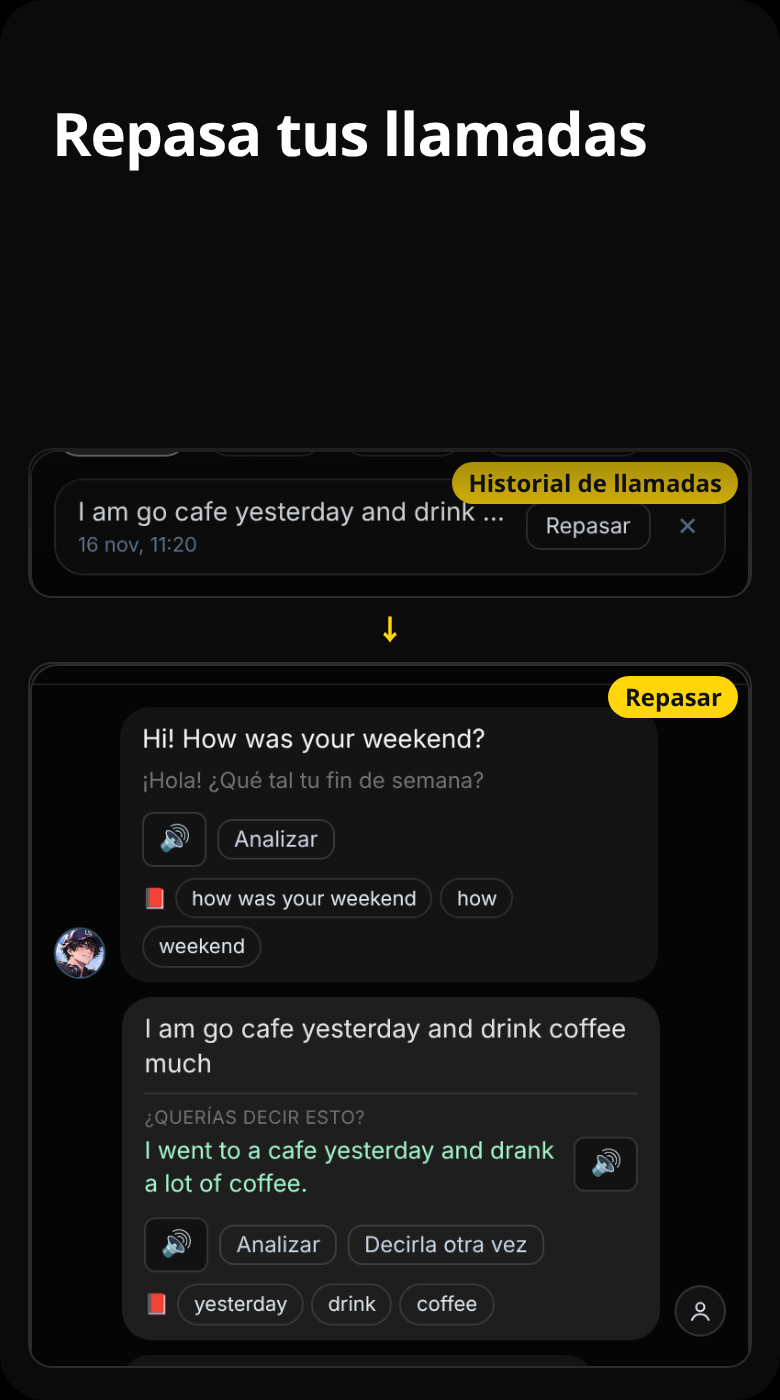 Repasa tus llamadas
Historial de llamadas
I am go cafe yesterday and drink ...
Repasar
16 nov, 11:20
↓
Repasar
Hi! How was your weekend?
¡Hola! ¿Qué tal tu fin de semana?
Analizar
how was your weekend
how
weekend
I am go cafe yesterday and drink coffee
much
¿QUERÍAS DECIR ESTO?
I went to a cafe yesterday and drank
a lot of coffee.
Analizar
Decirla otra vez
yesterday
drink
coffee